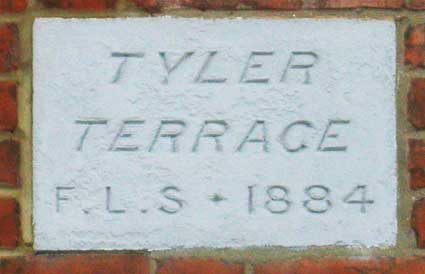 TYLER
TERRACE
F.L.S · 1884